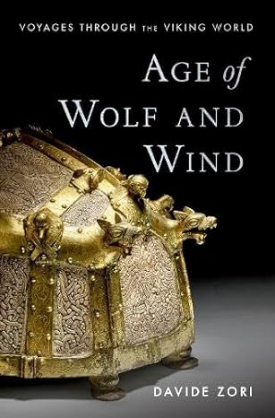 VOYAGES THROUGH THE VIKING WORLD
AGE of
WOLF AND
WIND
DAVIDE ZORI